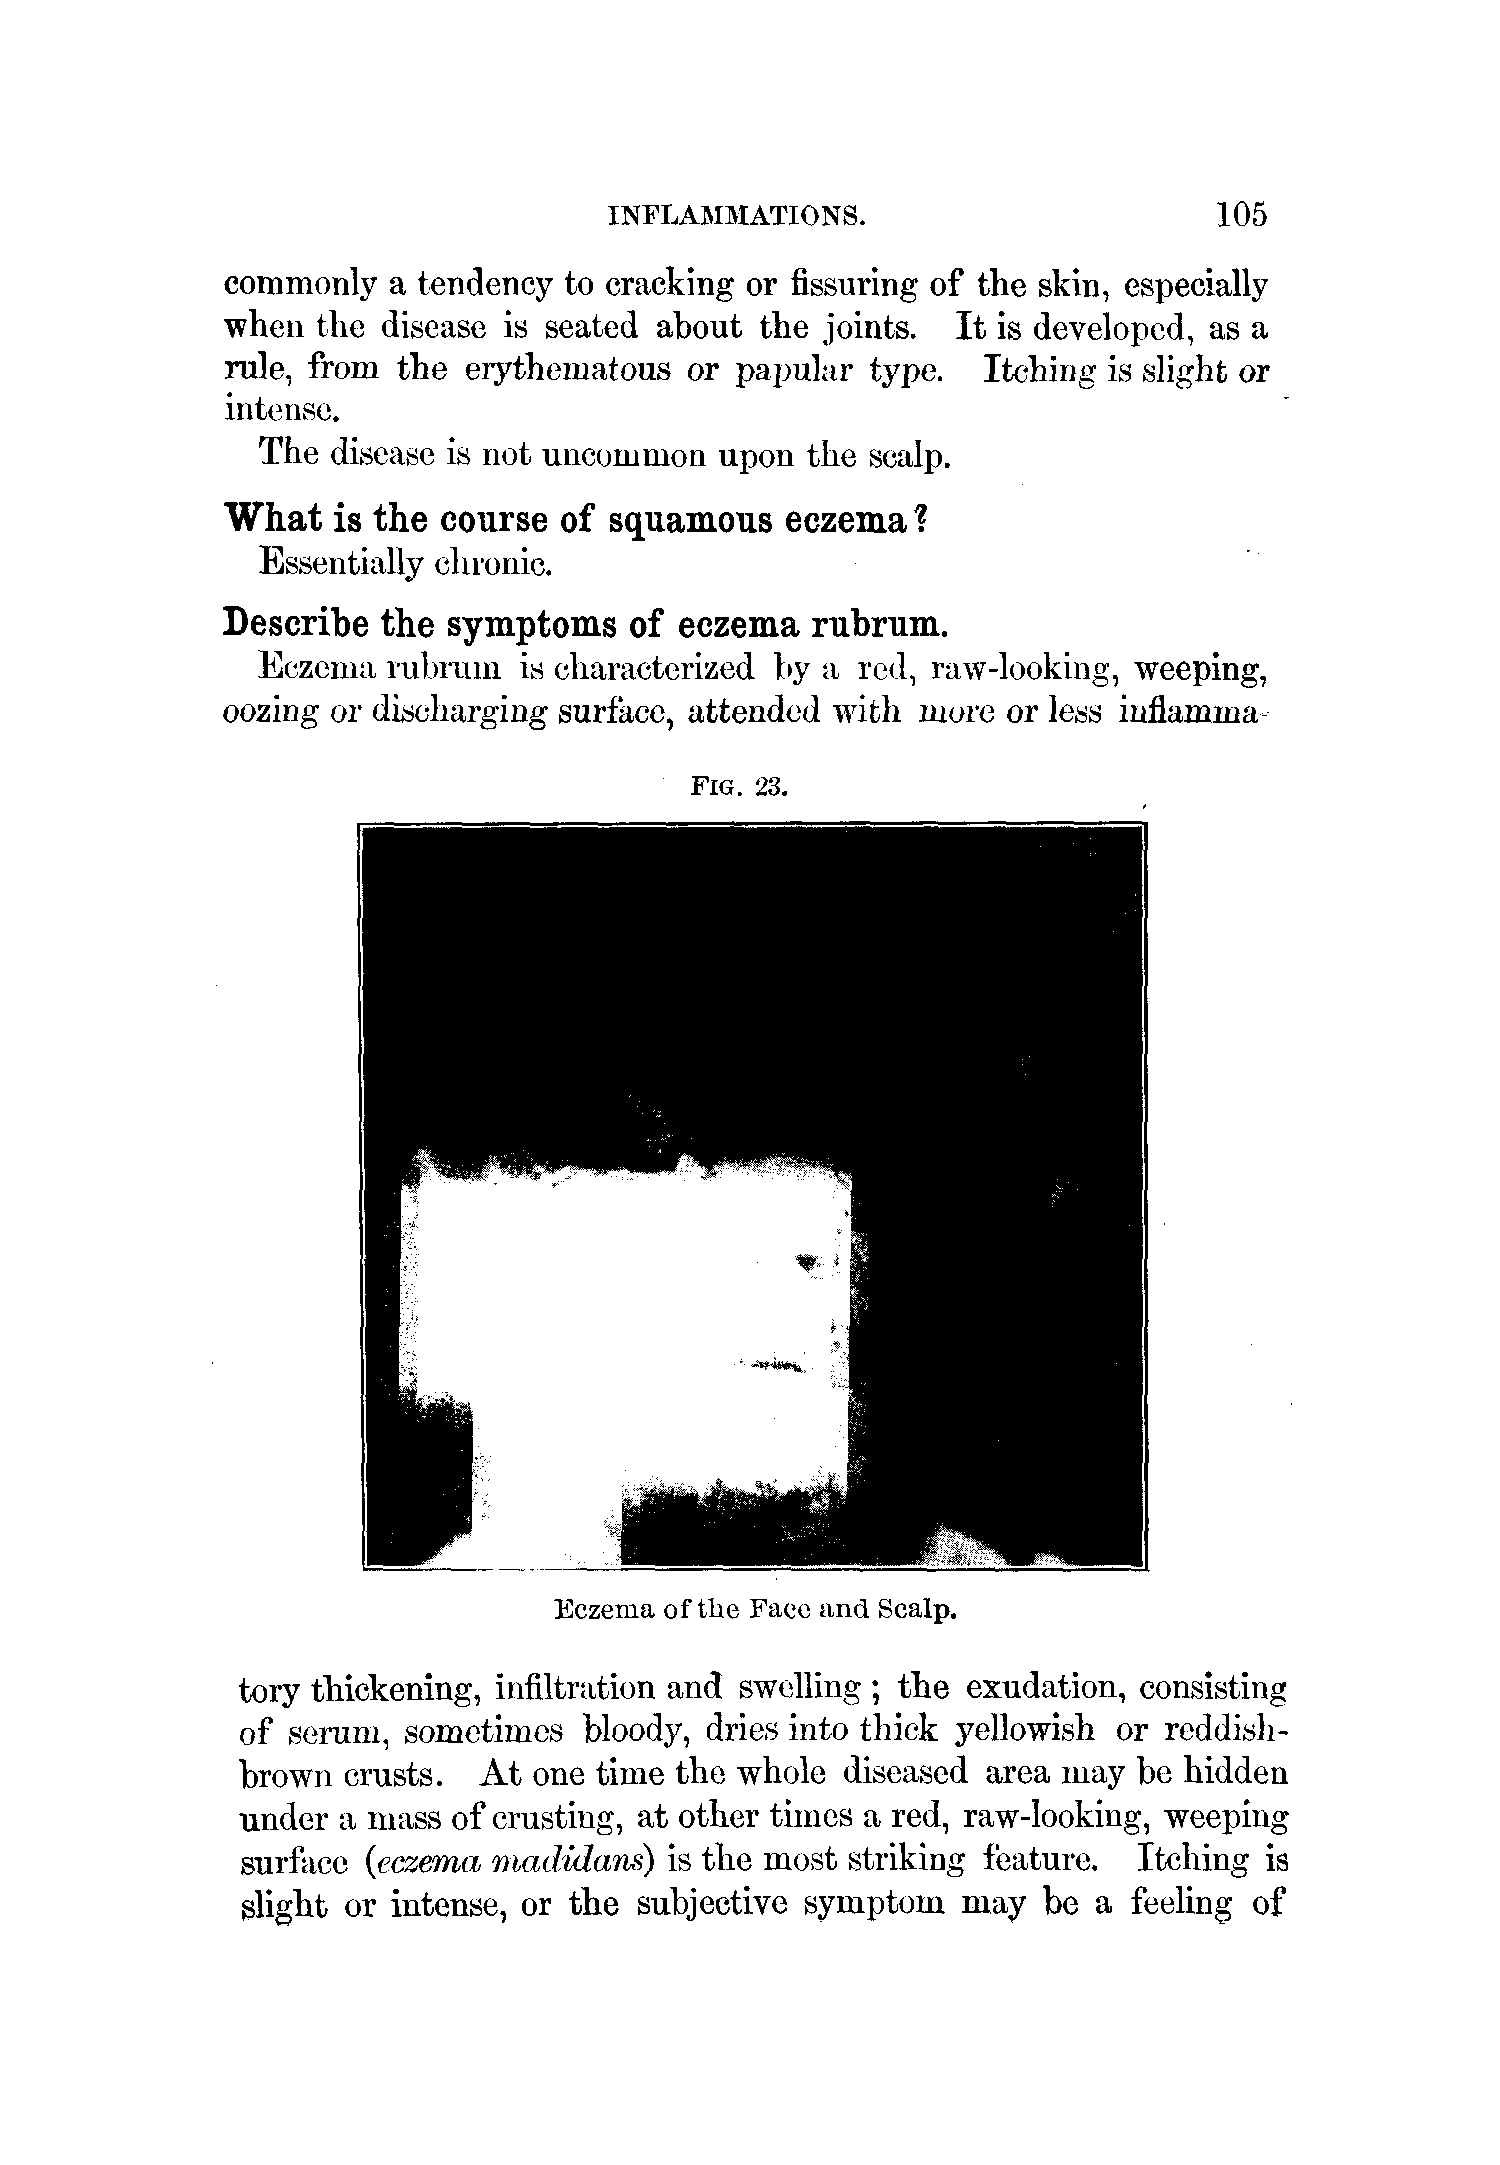 INFLAMMATIONS. 105
commonly a tendency to cracking or fissuring of the skin, especially
when the disease is seated about the joints. It is developed, as a
rule, from the erythematous or papular type. Itching is slight or
intense.
The disease is not uncommon upon the scalp.
What is the course of squamous eczema?
Essentially chronic.
Describe the symptoms of eczema rubrum.
Eczema rubrum is characterized by a red, raw-looking, weeping,
oozing or discharging surface, attended with more or less inflamma-
FIG. 23.
Eczema of the Face and Scalp.
tory thickening, infiltration and swelling; the exudation, consisting
of serum, sometimes bloody, dries into thick yellowish or reddish-
brown crusts. At one time the whole diseased area may be hidden
under a mass of crusting, at other times a red, raw-looking, weeping
surface (eczema madidans) is the most striking feature. Itching is
slight or intense, or the subjective symptom may be a feeling of